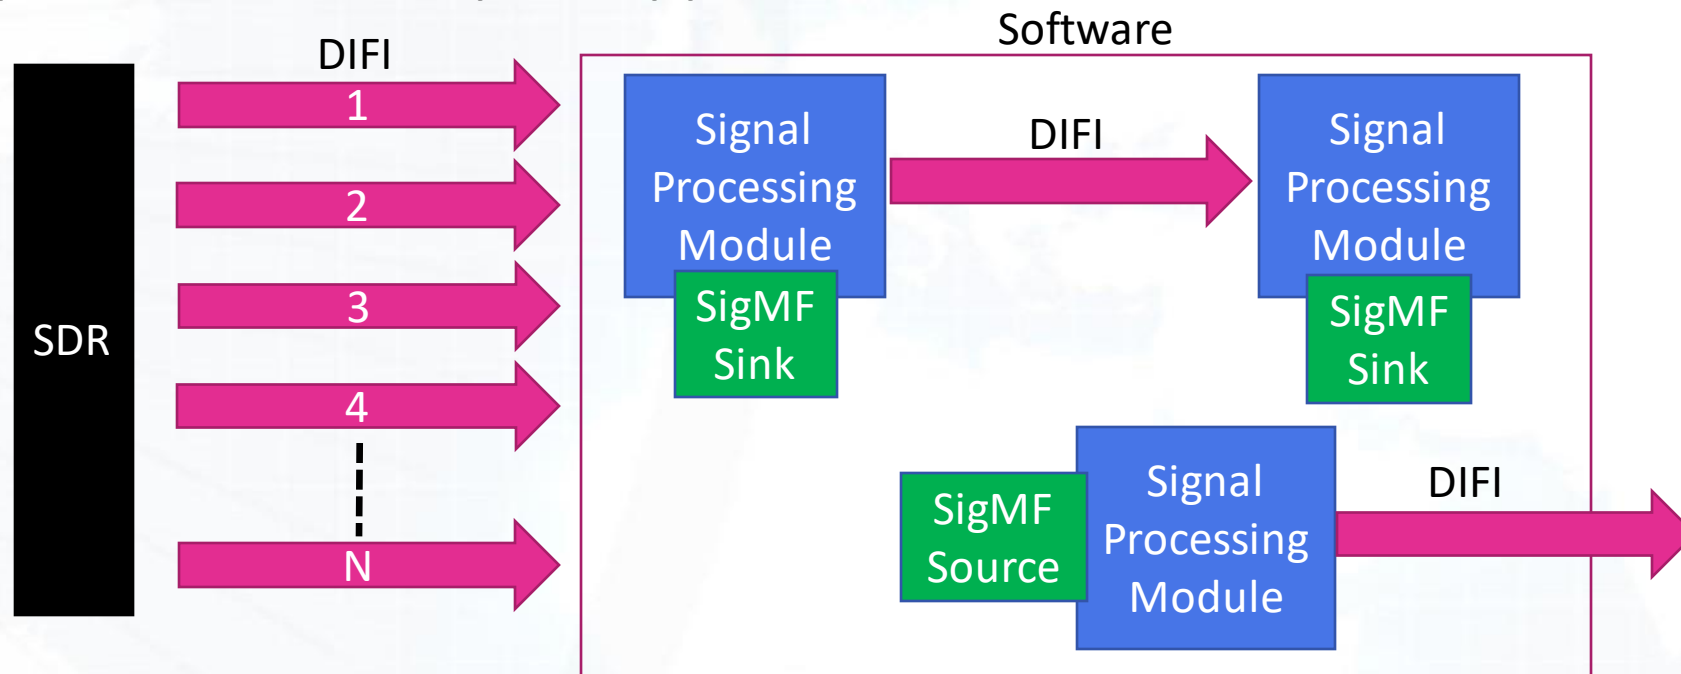 Software
DIFI
SDR
1
2
3
4
N
Signal
Processing
Module
SigMF
Sink
DIFI
Signal
Processing
Module
SigMF
Sink
SigMF
Source
Signal
Processing
Module
DIFI